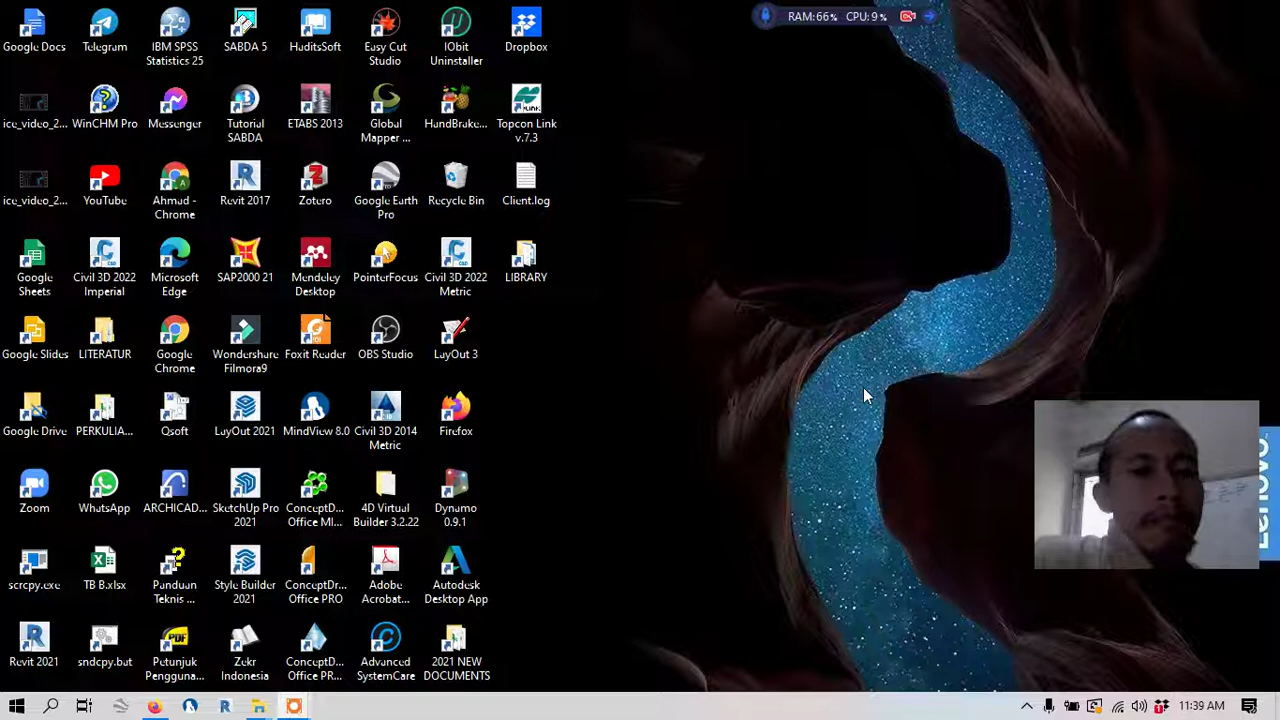 RAM:66% CPU:9%
Google Docs
Telegram
IBM SPSS
Statistics 25
SABDA 5
HaditsSoft
Easy Cut
Studio
IObit
Uninstaller
Dropbox
ice_video_2...
WinCHM Pro
Messenger
Tutorial
SABDA
ETABS 2013
Global
Mapper ...
HandBrake...
Topcon Link
v.7.3
ice_video_2...
YouTube
Ahmad -
Chrome
Revit 2017
Zotero
Google Earth
Pro
Recycle Bin
Client.log
Google
Sheets
Civil 3D 2022
Imperial
Microsoft
Edge
SAP2000 21
Mendeley
Desktop
PointerFocus
Civil 3D 2022
Metric
LIBRARY
Google Slides
LITERATUR
Google
Chrome
Wondershare
Filmora9
Foxit Reader
OBS Studio
LayOut 3
Google Drive
PERKULIA...
Qsoft
LayOut 2021
MindView 8.0
Civil 3D 2014
Metric
Firefox
Zoom
WhatsApp
ARCHICAD...
SketchUp Pro
2021
ConceptD...
Office MI...
4D Virtual
Builder 3.2.22
Dynamo
0.9.1
Lenovo
scrcpy.exe
TB B.xlsx
Panduan
Teknis ...
Style Builder
2021
ConceptD...
Office PRO
Adobe
Acrobat...
Autodesk
Desktop App
Revit 2021
sndcpy.bat
Petunjuk
Pengguna...
Zekr
Indonesia
ConceptD...
Office PR...
Advanced
SystemCare
2021 NEW
DOCUMENTS
11:39 AM